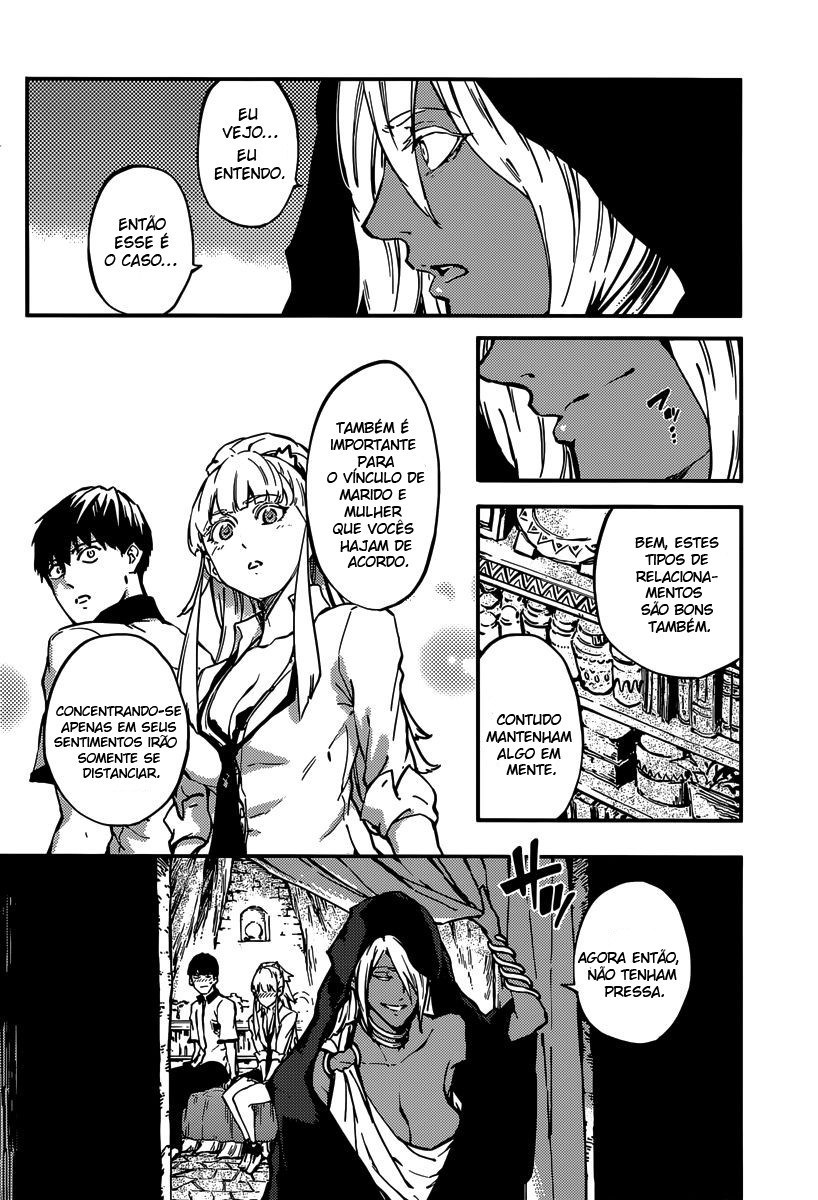 EU
VEJO...
EU
ENTENDO.
ENTÃO
ESSE É
O CASO...
BEM, ESTES
TIPOS DE
RELACIONA-
MENTOS
SÃO BONS
TAMBÉM.
CONTUDO
MANTENHAM
ALGO EM
MENTE.
TAMBÉM É
IMPORTANTE
PARA
O VÍNCULO DE
MARIDO E
MULHER
QUE VOCÊS
HAJAM DE
ACORDO.
CONCENTRANDO-SE
APENAS EM SEUS
SENTIMENTOS IRÃO
SOMENTE SE
DISTANCIAR.
AGORA ENTÃO,
NÃO TENHAM
PRESSA.